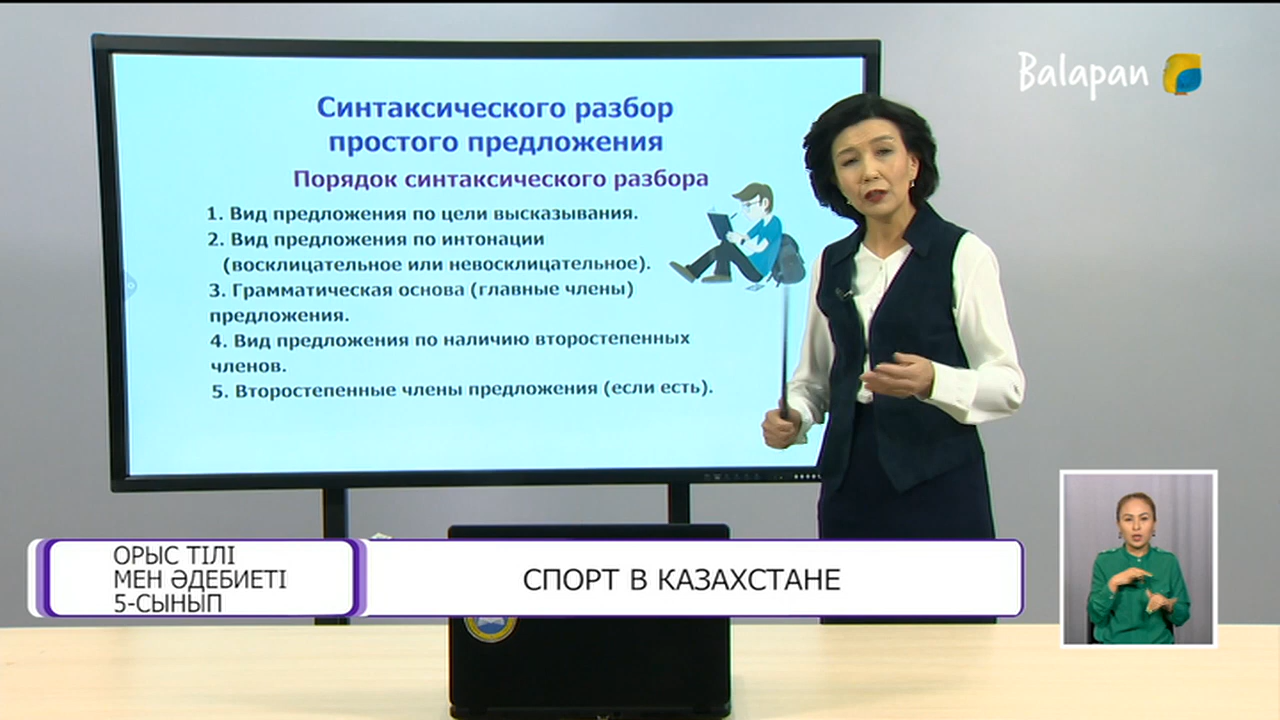 Balapan
Синтаксического разбор
простого предложения
Порядок синтаксического разбора
1. Вид предложения по цели высказывания.
2. Вид предложения по интонации
(восклицательное или невосклицательное).
3. Грамматическая основа (главные члены)
предложения.
4. Вид предложения по наличию второстепенных
членов.
5. Второстепенные члены предложения (если есть).
ОРЫС ТІЛІ
МЕН ӘДЕБИЕТІ
5-СЫНЫП
СПОРТ В КАЗАХСТАНЕ